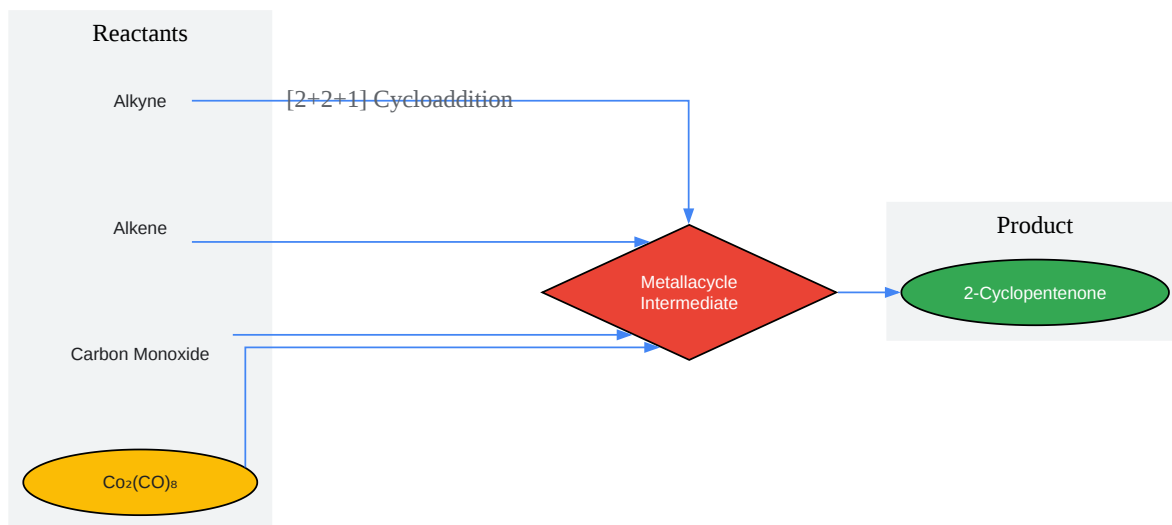 Reactants
Alkyne
[2+2+1] Cycloaddition
Alkene
Product
Metallacycle
Intermediate
2-Cyclopentenone
Carbon Monoxide
Co₂(CO)₈